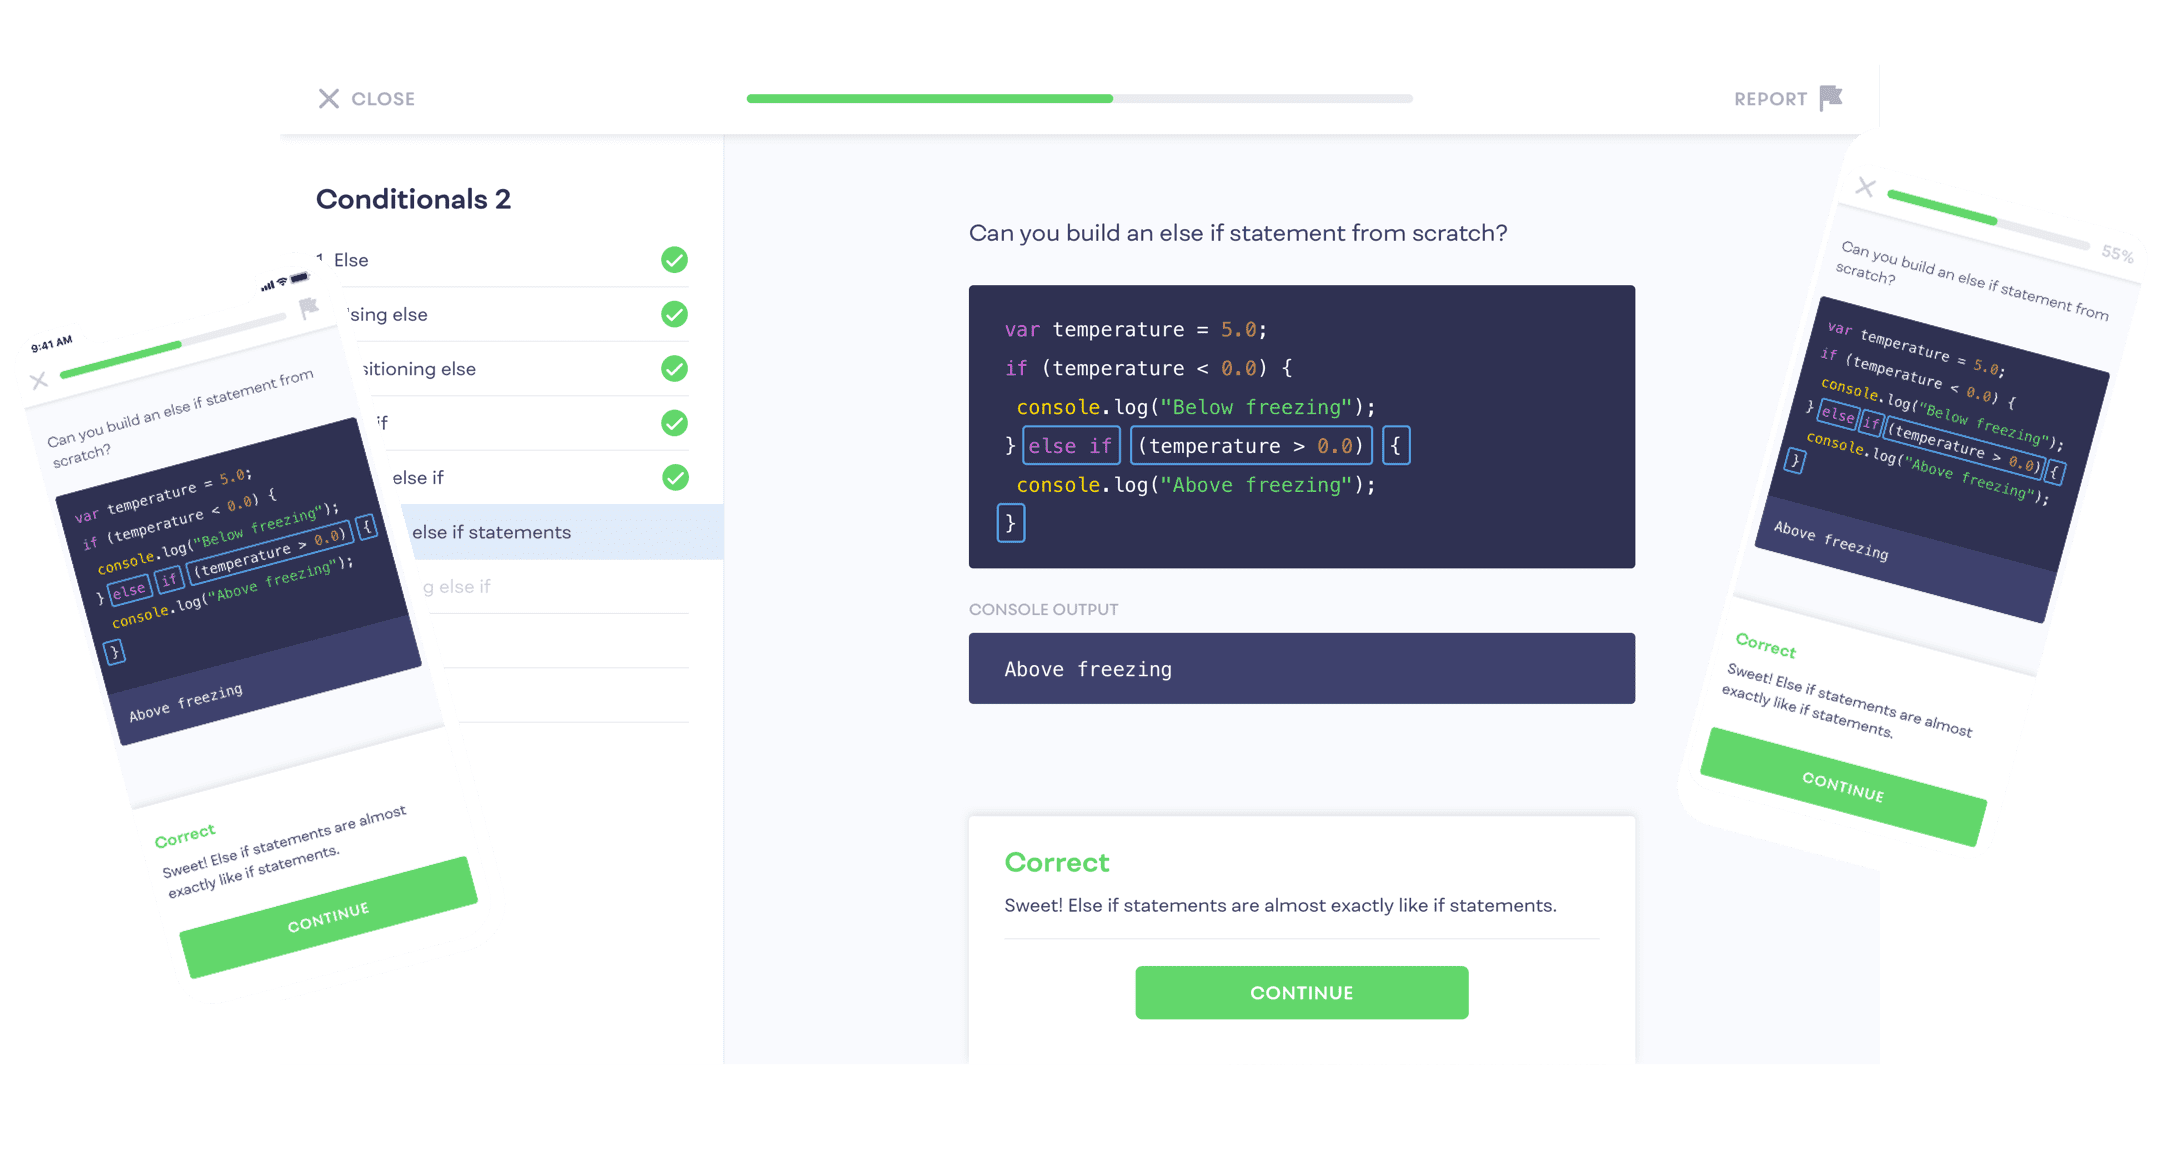 CLOSE
REPORT
Conditionals 2
Else
sing else
sitioning else
if
else if
else if statements
g else if
Can you build an else if statement from scratch?
var temperature = 5.0;
if (temperature < 0.0) {
console.log("Below freezing");
} else if (temperature > 0.0) {
console.log("Above freezing");
}
CONSOLE OUTPUT
Above freezing
Correct
Sweet! Else if statements are almost exactly like if statements.
CONTINUE
9:41 AM
Can you build an else if statement from
scratch?
var temperature = 5.0;
if (temperature < 0.0) {
console.log("Below freezing");
} else if (temperature > 0.0) {
console.log("Above freezing");
}
Above freezing
Correct
Sweet! Else if statements are almost
exactly like if statements.
CONTINUE
55%
Can you build an else if statement from
scratch?
var temperature = 5.0;
if (temperature < 0.0) {
console.log("Below freezing");
} else if (temperature > 0.0) {
console.log("Above freezing");
}
Above freezing
Correct
Sweet! Else if statements are almost
exactly like if statements.
CONTINUE